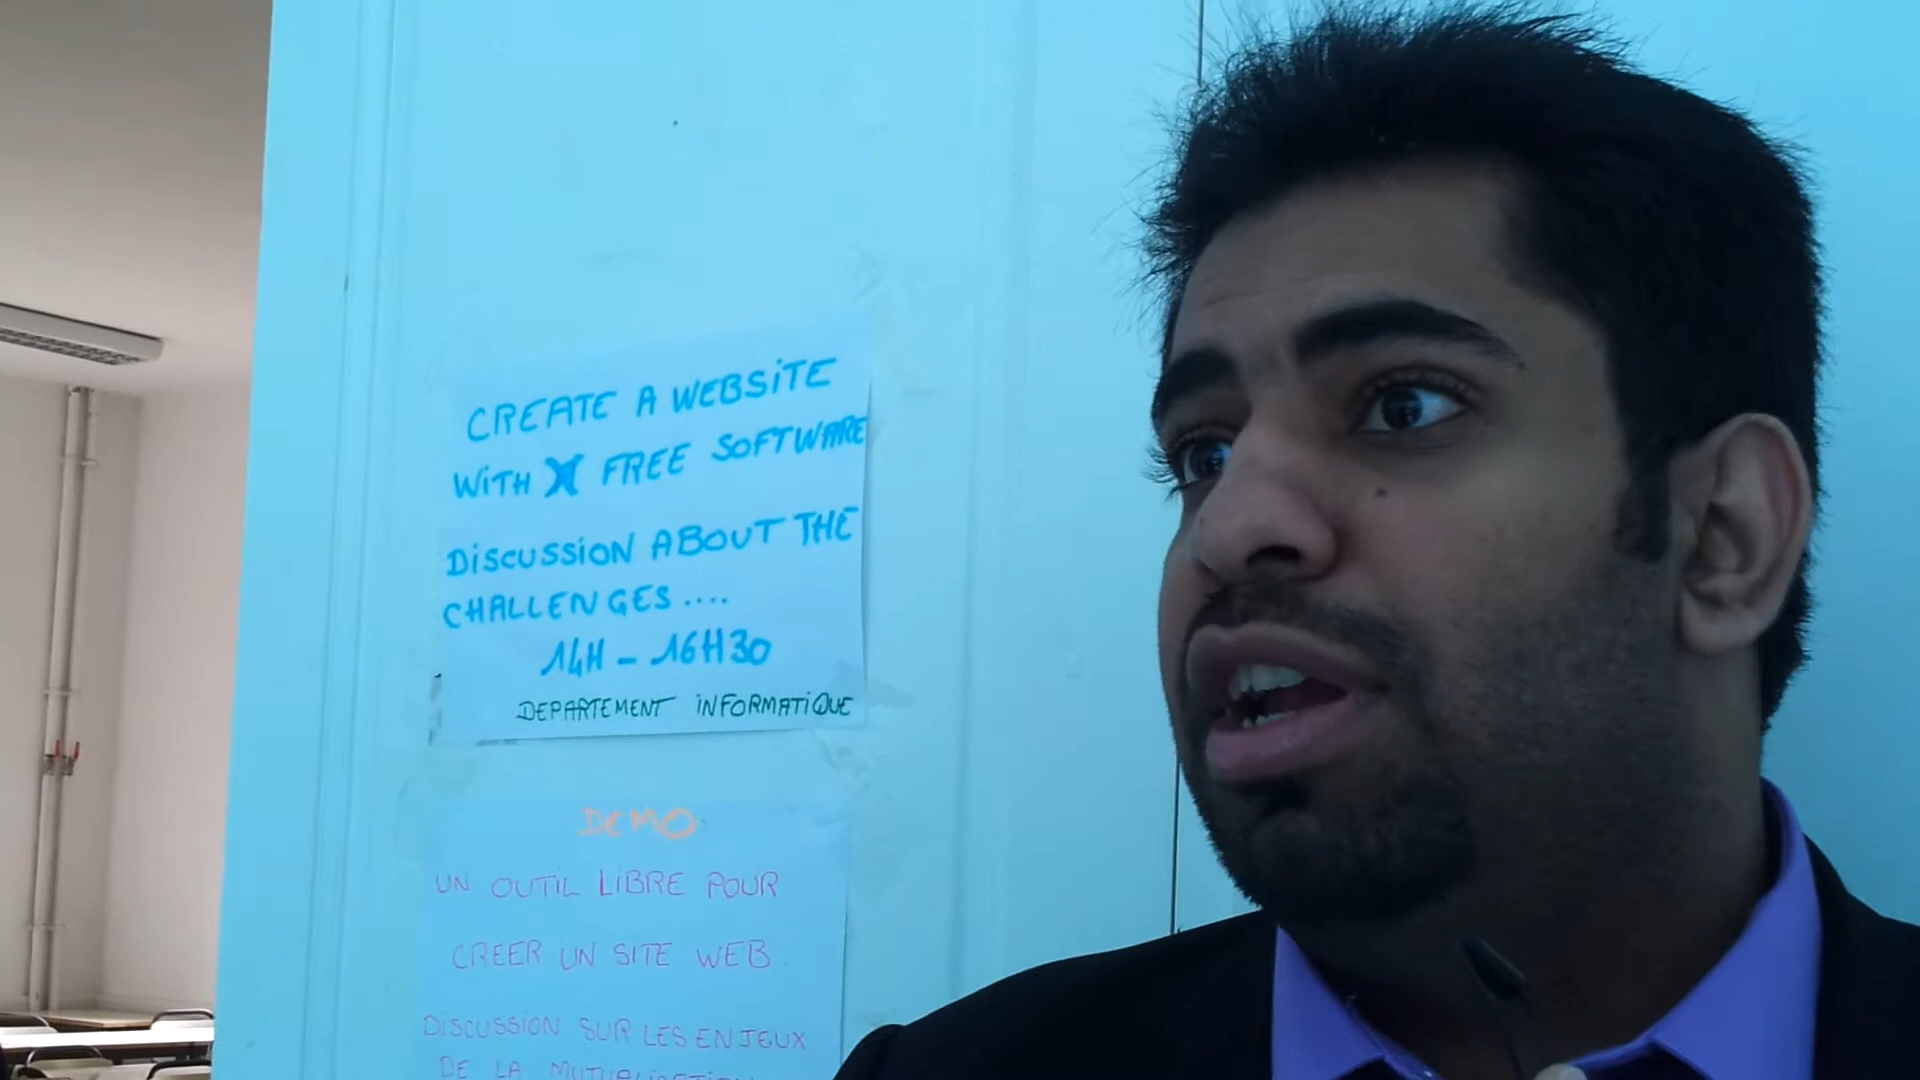 CREATE A WEBSITE
WITH FREE SOFTWARE
DISCUSSION ABOUT THE
CHALLENGES....
14H - 16H30
DEPARTEMENT INFORMATIQUE
DEMO
UN OUTIL LIBRE POUR
CREER UN SITE WEB.
DISCUSSION SUR LES ENJEUX
DE LA MUTUALISATION